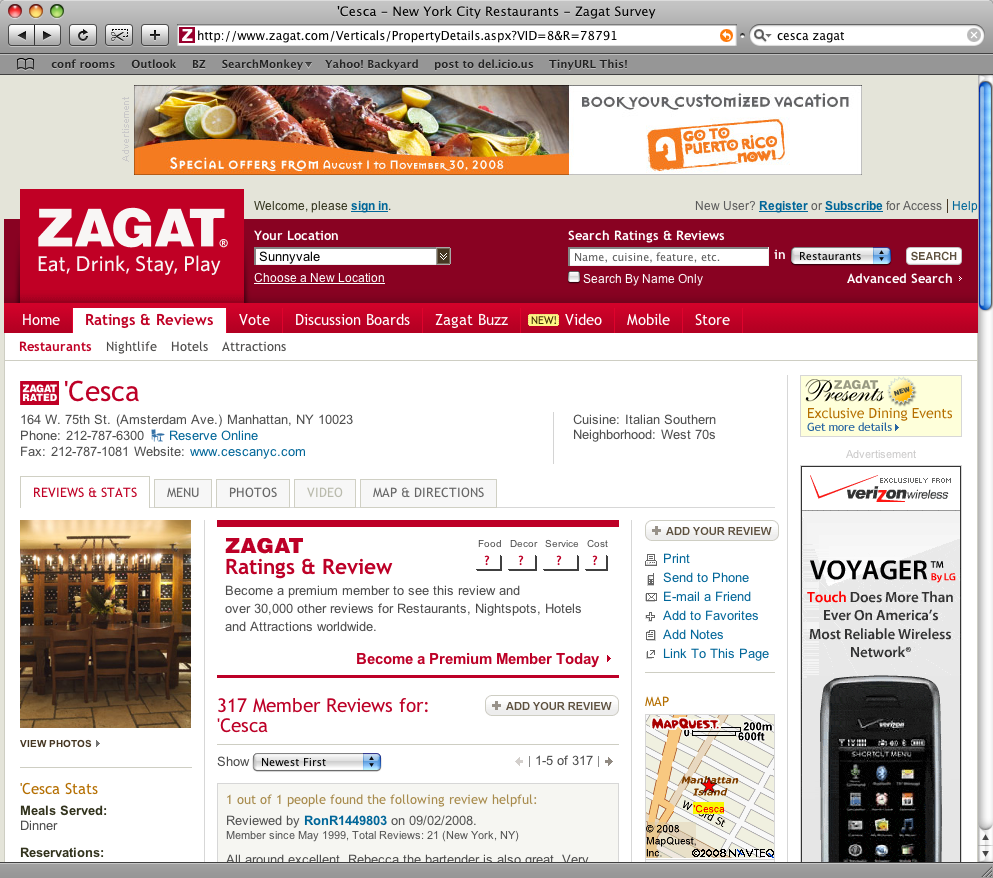 'Cesca – New York City Restaurants – Zagat Survey
http://www.zagat.com/Verticals/PropertyDetails.aspx?VID=8&R=78791
cesca zagat
conf rooms Outlook BZ SearchMonkey Yahoo! Backyard post to del.icio.us TinyURL This!
Advertisement
BOOK YOUR CUSTOMIZED VACATION
GO TO
PUERTO RICO
NOW!
SPECIAL OFFERS FROM AUGUST 1 TO NOVEMBER 30, 2008
Welcome, please sign in.
New User? Register or Subscribe for Access | Help
ZAGAT®
Eat, Drink, Stay, Play
Your Location
Sunnyvale
Choose a New Location
Search Ratings & Reviews
Name, cuisine, feature, etc. in Restaurants SEARCH
Search By Name Only
Advanced Search
Home Ratings & Reviews Vote Discussion Boards Zagat Buzz NEW! Video Mobile Store
Restaurants Nightlife Hotels Attractions
ZAGAT RATED 'Cesca
164 W. 75th St. (Amsterdam Ave.) Manhattan, NY 10023
Phone: 212-787-6300 Reserve Online
Fax: 212-787-1081 Website: www.cescanyc.com
Cuisine: Italian Southern
Neighborhood: West 70s
ZAGAT
Presents NEW
Exclusive Dining Events
Get more details
REVIEWS & STATS MENU PHOTOS VIDEO MAP & DIRECTIONS
VIEW PHOTOS
'Cesca Stats
Meals Served:
Dinner
Reservations:
ZAGAT
Ratings & Review
Food Decor Service Cost
? ? ? ?
Become a premium member to see this review and
over 30,000 other reviews for Restaurants, Nightspots, Hotels
and Attractions worldwide.
Become a Premium Member Today
317 Member Reviews for:
'Cesca
+ ADD YOUR REVIEW
Show Newest First
| 1-5 of 317 |
1 out of 1 people found the following review helpful:
Reviewed by RonR1449803 on 09/02/2008.
Member since May 1999, Total Reviews: 21 (New York, NY)
All around excellent. Rebecca the bartender is also great. Very
+ ADD YOUR REVIEW
Print
Send to Phone
E-mail a Friend
Add to Favorites
Add Notes
Link To This Page
MAP
MAPQUEST
0 200m
600ft
Manhattan
Island
'Cesca
W 73rd St
© 2008
MapQuest,
Inc.
©2008 NAVTEQ
Advertisement
EXCLUSIVELY FROM
verizonwireless
VOYAGER™
By LG
Touch Does More Than
Ever On America's
Most Reliable Wireless
Network®
verizon
SHORTCUT MENU